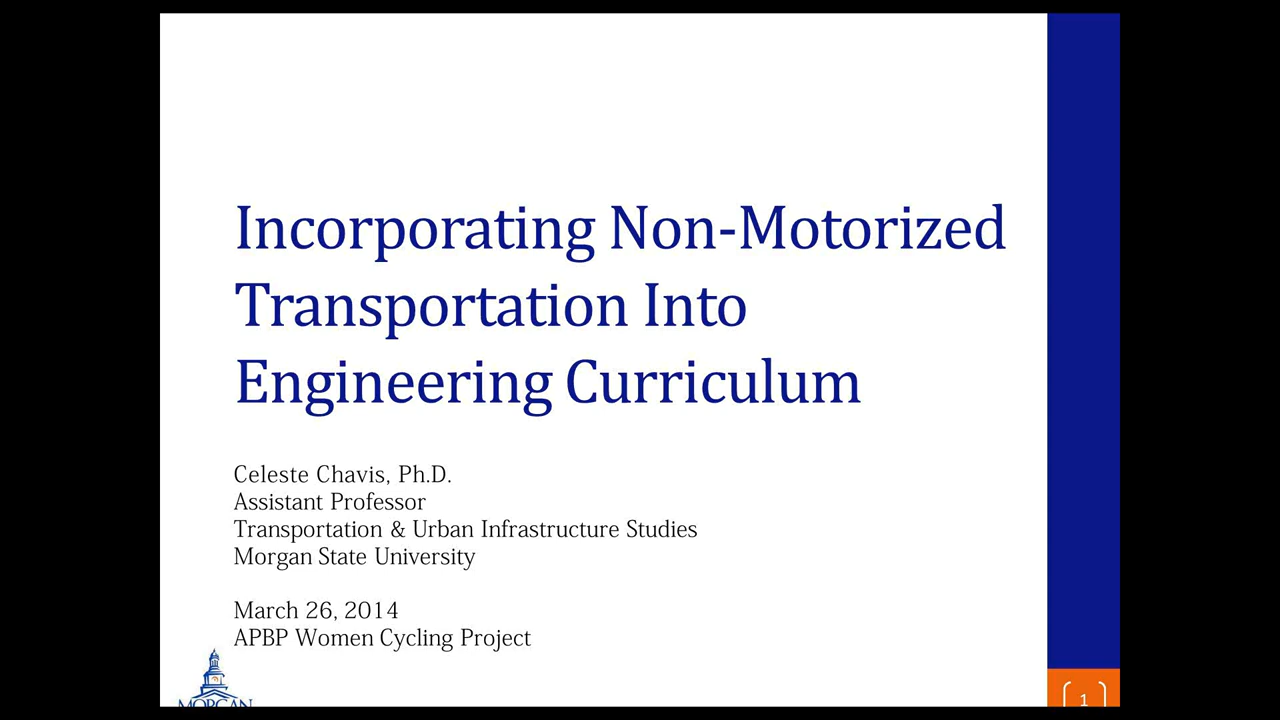 Incorporating Non-Motorized
Transportation Into
Engineering Curriculum
Celeste Chavis, Ph.D.
Assistant Professor
Transportation & Urban Infrastructure Studies
Morgan State University
March 26, 2014
APBP Women Cycling Project
MORGAN
1